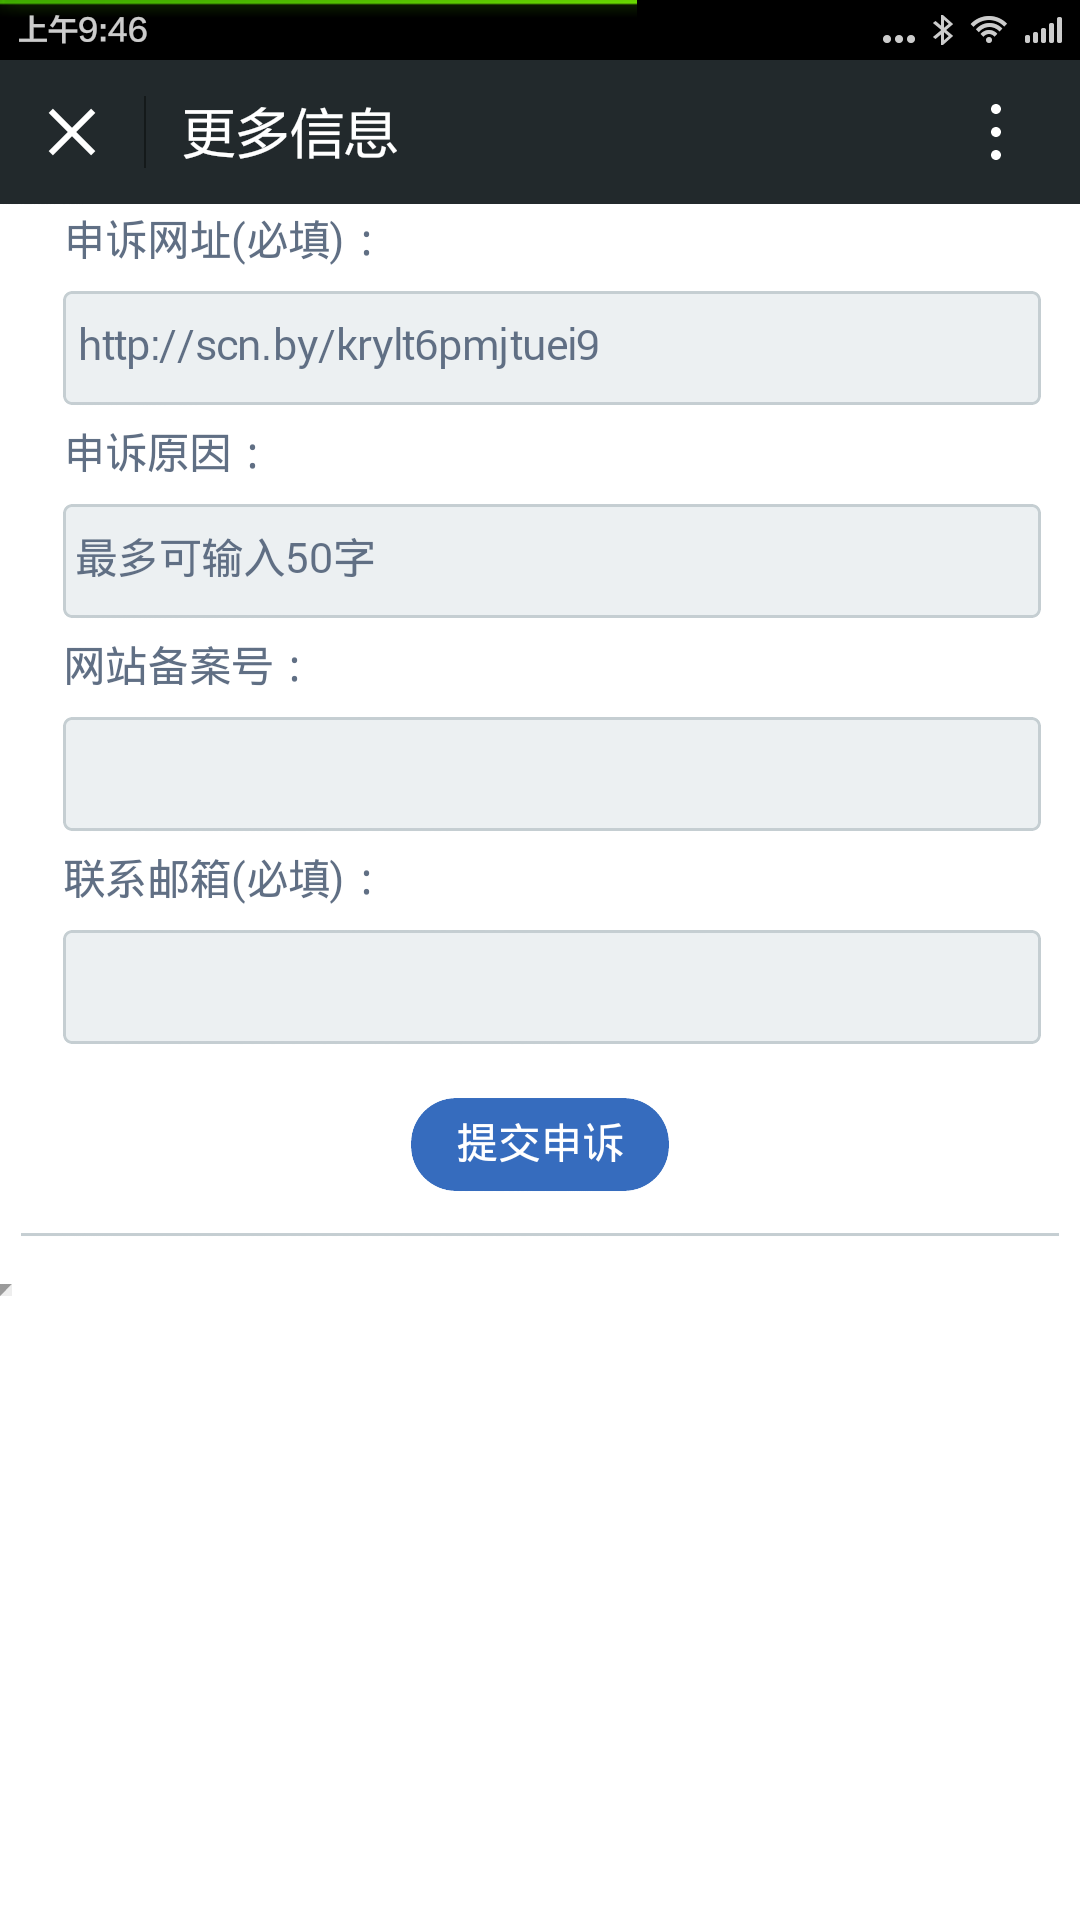 上午9:46
更多信息
申诉网址(必填)：
http://scn.by/krylt6pmjtuei9
申诉原因：
最多可输入50字
网站备案号：
联系邮箱(必填)：
提交申诉